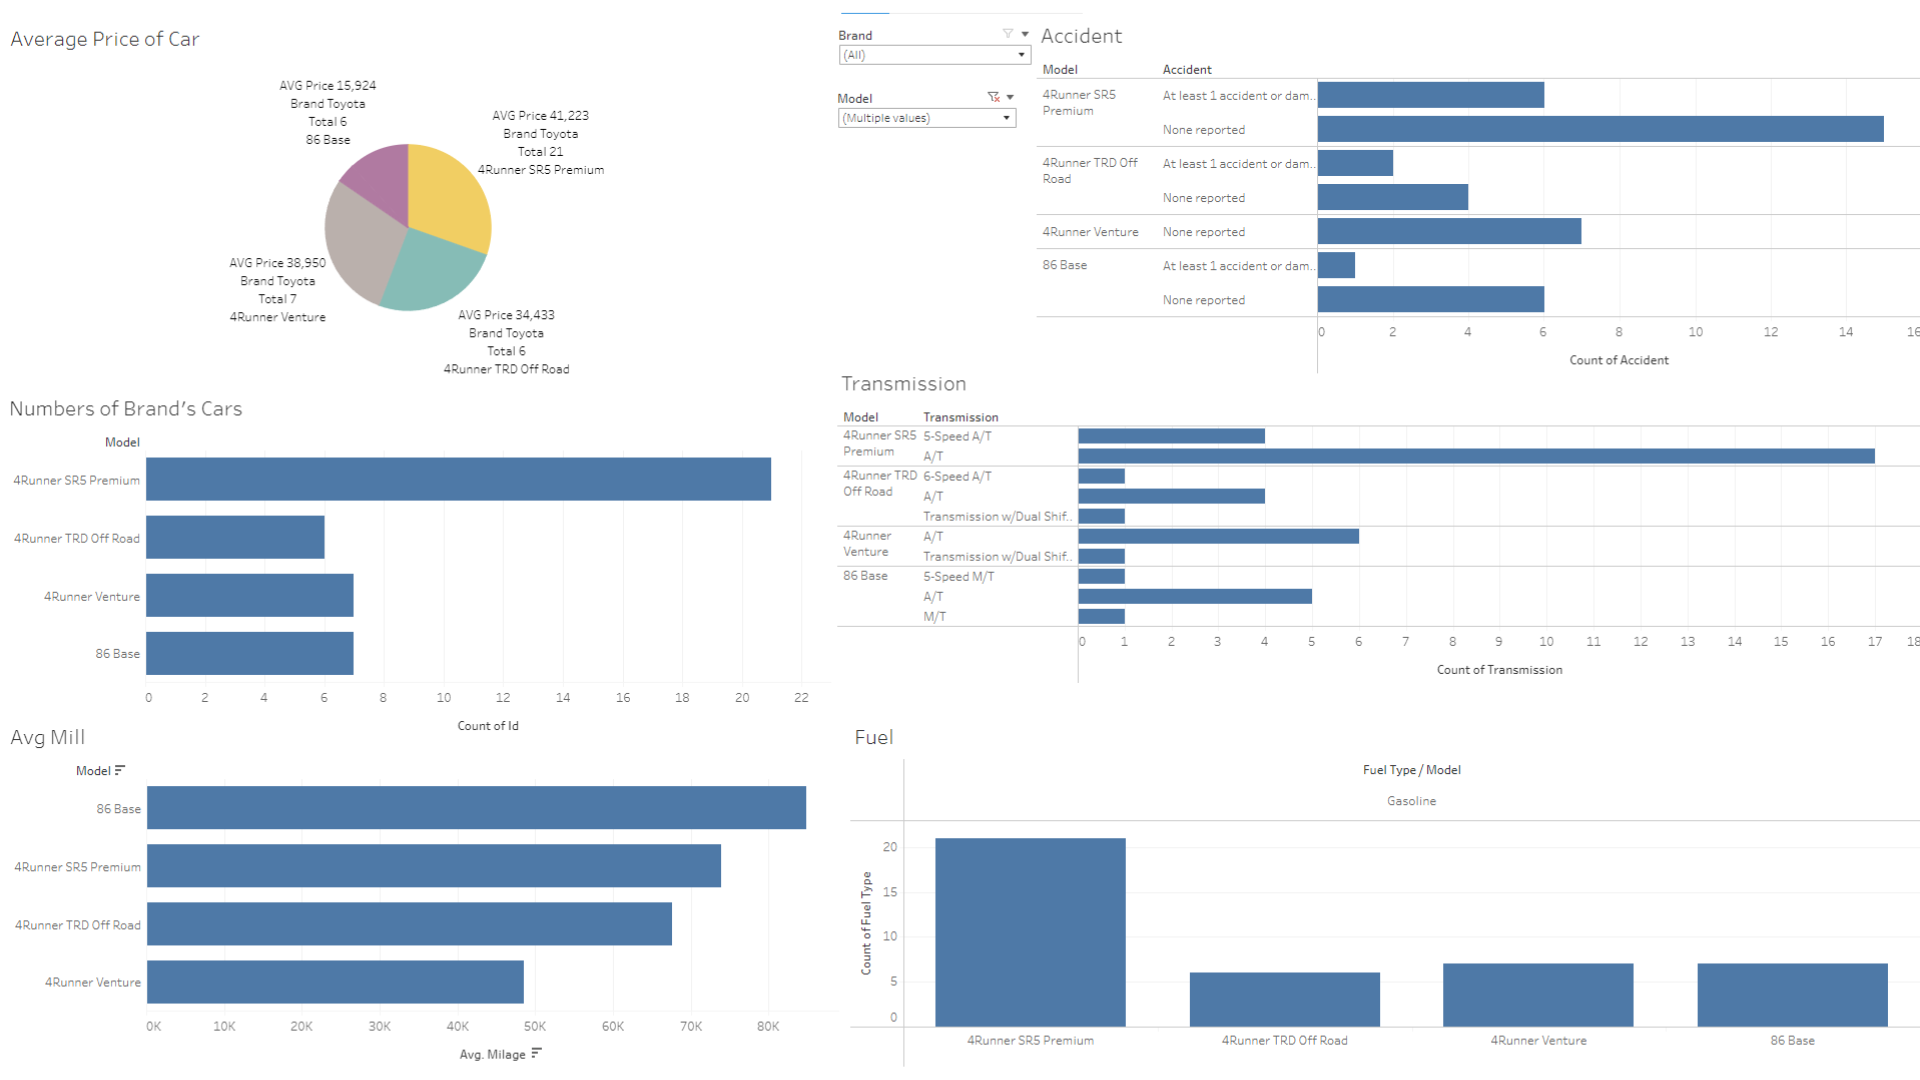 Average Price of Car
AVG Price 15,924
Brand Toyota
Total 6
86 Base
AVG Price 41,223
Brand Toyota
Total 21
4Runner SR5 Premium
AVG Price 38,950
Brand Toyota
Total 7
4Runner Venture
AVG Price 34,433
Brand Toyota
Total 6
4Runner TRD Off Road
Brand
(All)
Model
(Multiple values)
Accident
Model Accident
4Runner SR5
Premium
At least 1 accident or dam..
None reported
4Runner TRD Off
Road
At least 1 accident or dam..
None reported
4Runner Venture None reported
86 Base At least 1 accident or dam..
None reported
0 2 4 6 8 10 12 14 16
Count of Accident
Numbers of Brand's Cars
Model
4Runner SR5 Premium
4Runner TRD Off Road
4Runner Venture
86 Base
0 2 4 6 8 10 12 14 16 18 20 22
Count of Id
Transmission
Model Transmission
4Runner SR5
Premium
5-Speed A/T
A/T
4Runner TRD
Off Road
6-Speed A/T
A/T
Transmission w/Dual Shif..
4Runner
Venture
A/T
Transmission w/Dual Shif..
86 Base 5-Speed M/T
A/T
M/T
0 1 2 3 4 5 6 7 8 9 10 11 12 13 14 15 16 17 18
Count of Transmission
Avg Mill
Model
86 Base
4Runner SR5 Premium
4Runner TRD Off Road
4Runner Venture
0K 10K 20K 30K 40K 50K 60K 70K 80K
Avg. Milage
Fuel
Fuel Type / Model
Gasoline
Count of Fuel Type
20
15
10
5
0
4Runner SR5 Premium 4Runner TRD Off Road 4Runner Venture 86 Base